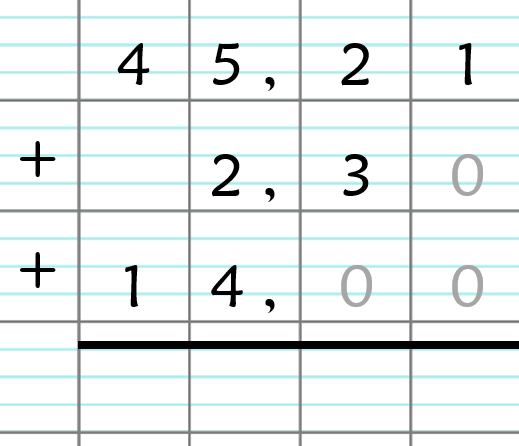 45,21
+ 2,30
+ 14,00